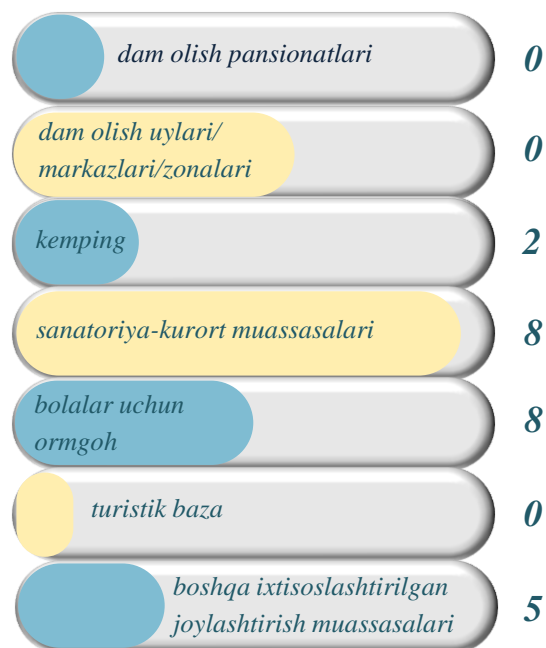 dam olish pansionatlari 0
dam olish uylari/
markazlari/zonalari 0
kemping 2
sanatoriya-kurort muassasalari 8
bolalar uchun
ormgoh 8
turistik baza 0
boshqa ixtisoslashtirilgan
joylashtirish muassasalari 5